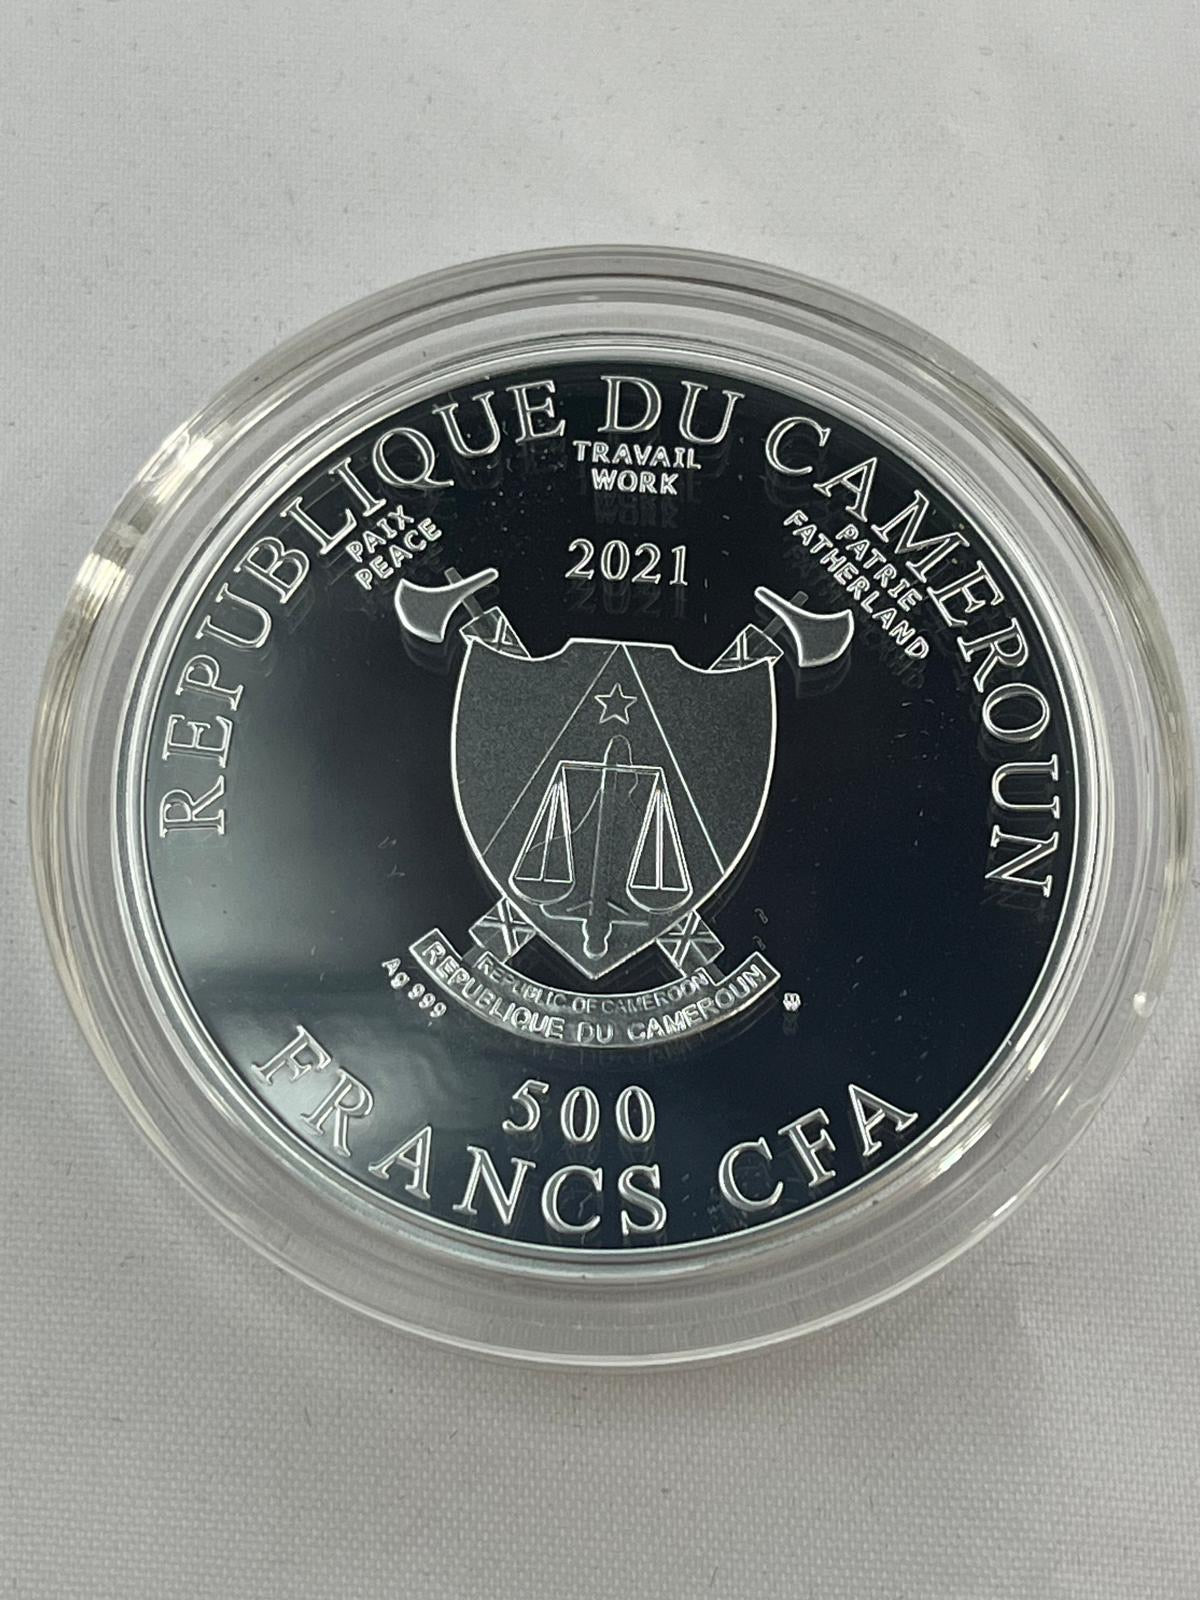 REPUBLIQUE DU CAMEROUN
TRAVAIL
WORK
PAIX
PEACE
PATRIE
FATHERLAND
2021
REPUBLIC OF CAMEROON
REPUBLIQUE DU CAMEROUN
Ag 999
500
FRANCS CFA